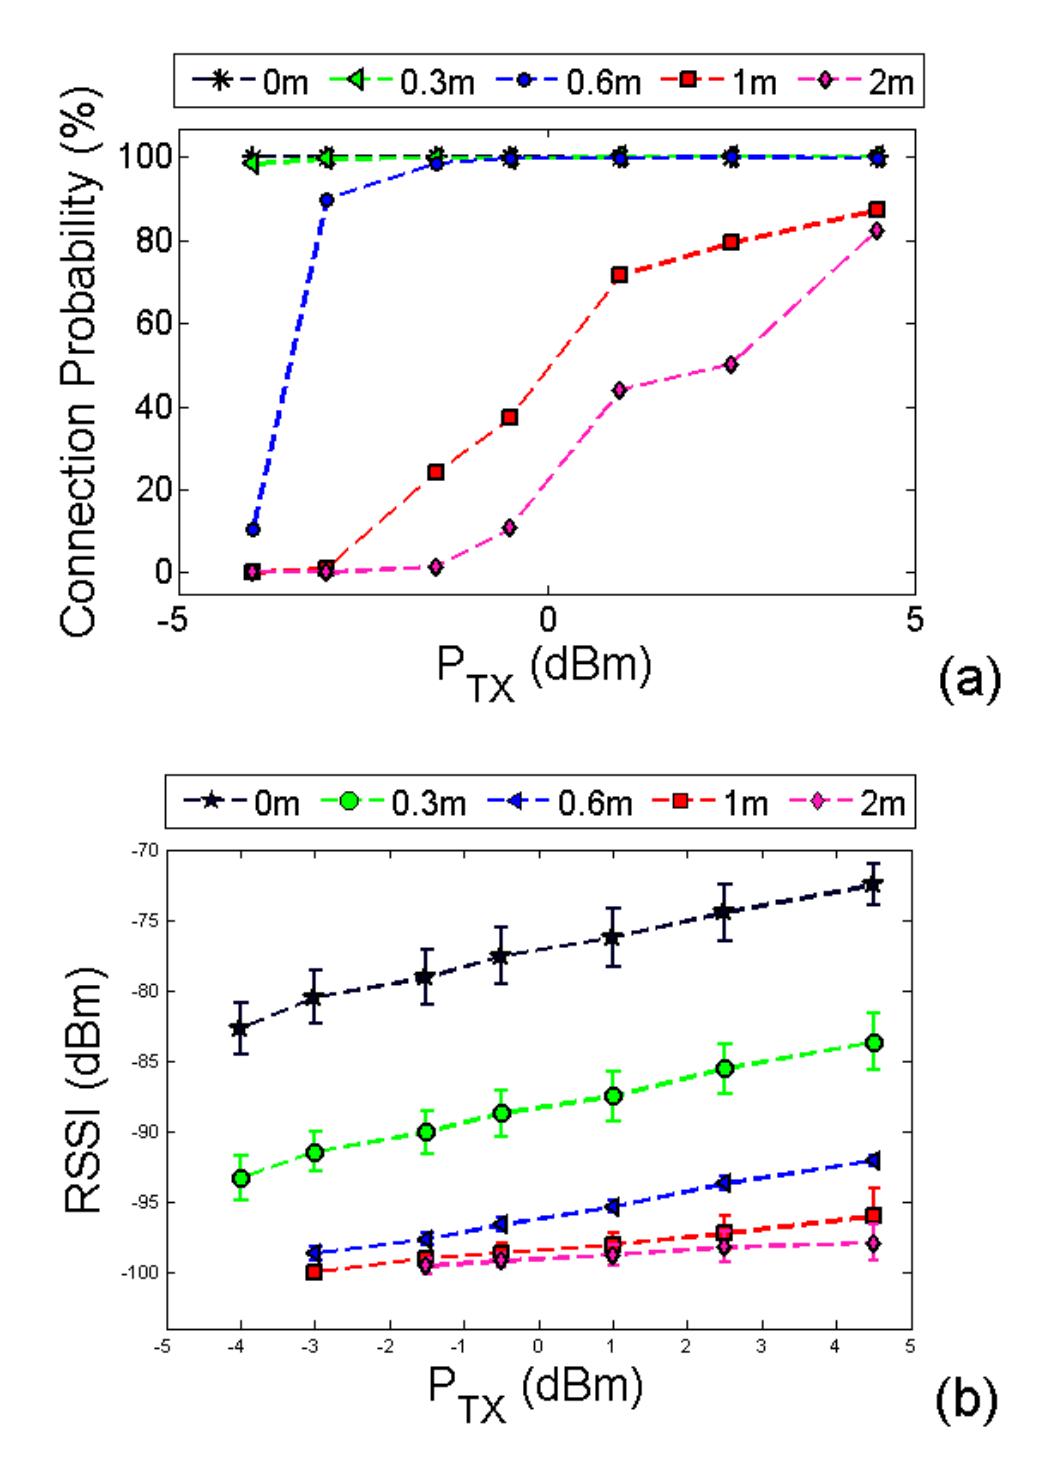 0m 0.3m 0.6m 1m 2m
Connection Probability (%)
100
80
60
40
20
0
-5 0 5
P_TX (dBm)
(a)
0m 0.3m 0.6m 1m 2m
RSSI (dBm)
-70
-75
-80
-85
-90
-95
-100
-5 -4 -3 -2 -1 0 1 2 3 4 5
P_TX (dBm)
(b)